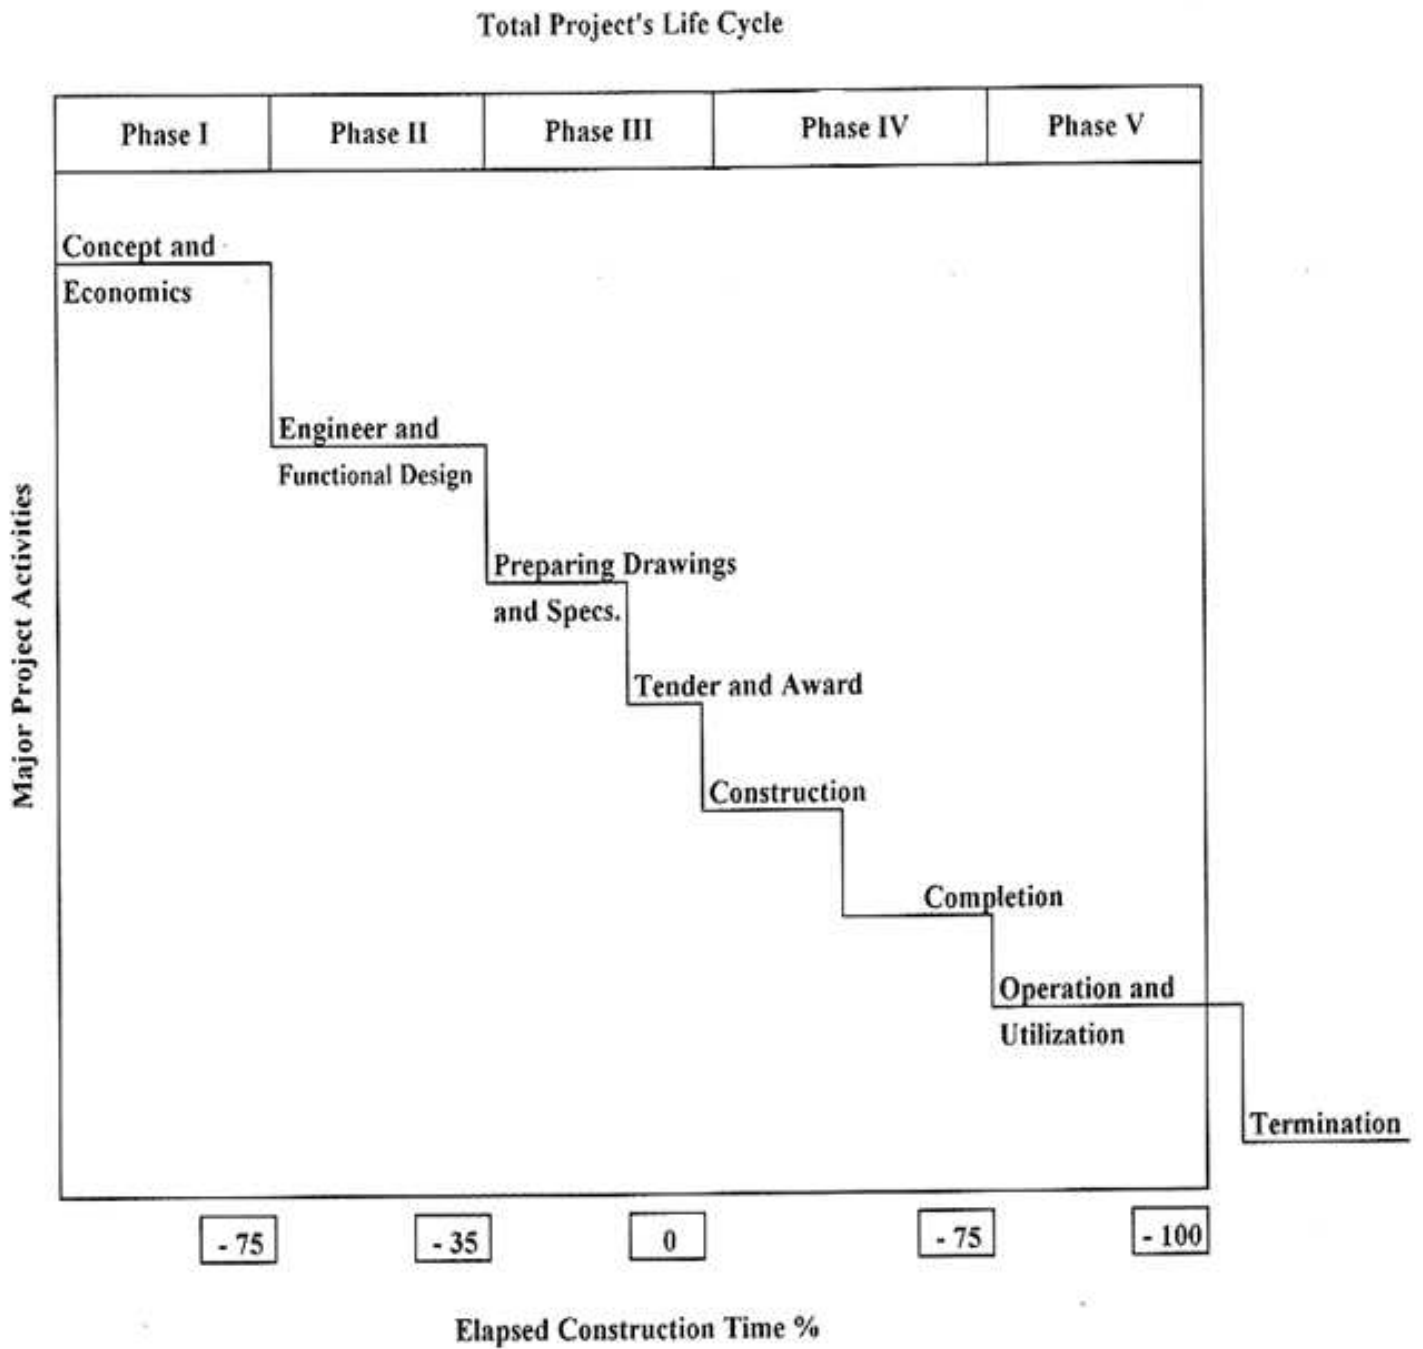 Total Project's Life Cycle
Phase I
Phase II
Phase III
Phase IV
Phase V
Concept and
Economics
Engineer and
Functional Design
Preparing Drawings
and Specs.
Tender and Award
Construction
Completion
Operation and
Utilization
Termination
Major Project Activities
- 75
- 35
0
- 75
- 100
Elapsed Construction Time %